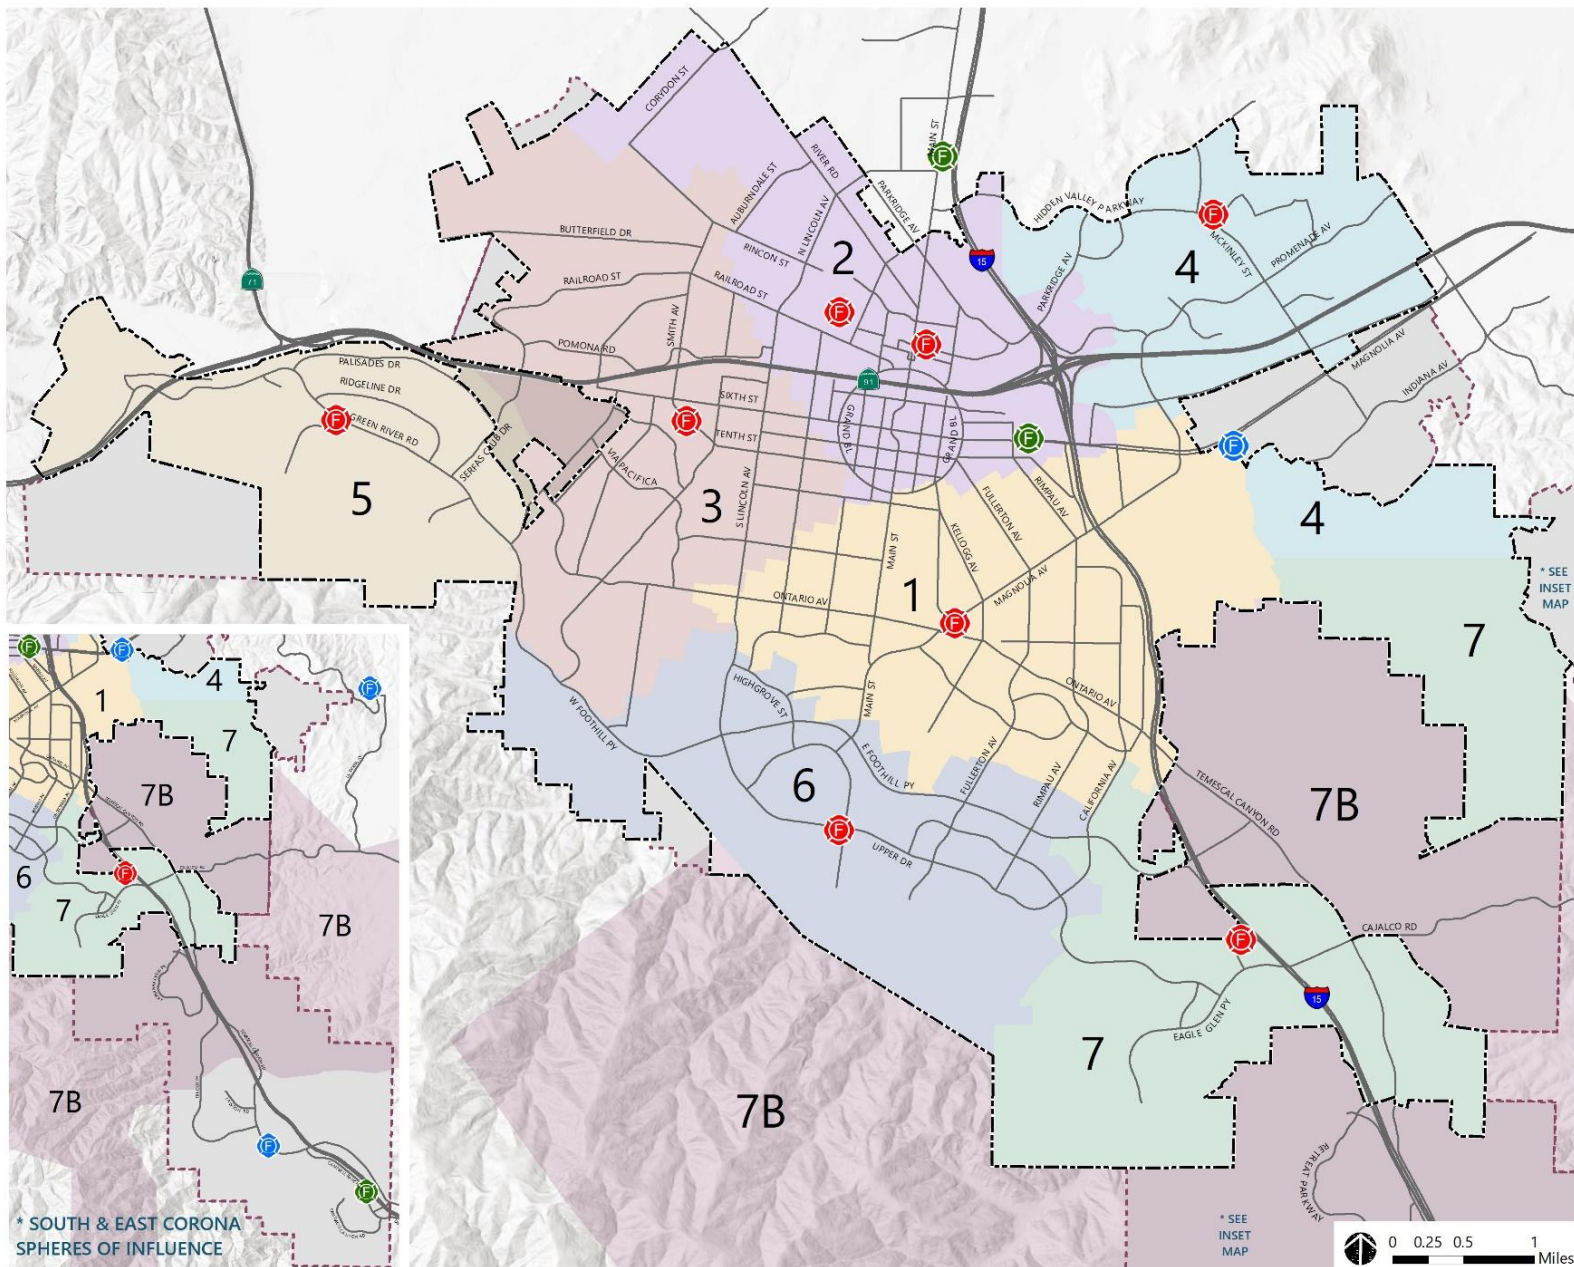 CORYDON ST
MAIN ST
RIVER RD
AUBURNDALE ST
PARKRIDGE AV
N LINCOLN AV
HIDDEN VALLEY PARKWAY
F
F
BUTTERFIELD DR
RINCON ST
2
15
PARKRIDGE AV
4
MCKINLEY ST
PROMENADE AV
71
RAILROAD ST
RAILROAD ST
F
SMITH AV
POMONA RD
F
MAGNOLIA AV
INDIANA AV
PALISADES DR
RIDGELINE DR
91
SIXTH ST
F
GREEN RIVER RD
F
TENTH ST
GRAND BL
GRAND BL
F
F
SERFAS CLUB DR
VIA PACIFICA
S LINCOLN AV
5
3
FULLERTON AV
RIMPAU AV
4
MAIN ST
KELLOGG AV
MAGNOLIA AV
* SEE
INSET
MAP
ONTARIO AV
1
F
7
HIGHGROVE ST
MAIN ST
ONTARIO AV
W FOOTHILL PY
E FOOTHILL PY
6
FULLERTON AV
RIMPAU AV
CALIFORNIA AV
TEMESCAL CANYON RD
7B
F
UPPER DR
F
CAJALCO RD
15
EAGLE GLEN PY
7
7B
RETREAT PARKWAY
* SEE
INSET
MAP
0 0.25 0.5 1
Miles
F
F
1
4
F
7
7B
6
F
7
7B
7B
F
F
* SOUTH & EAST CORONA
SPHERES OF INFLUENCE